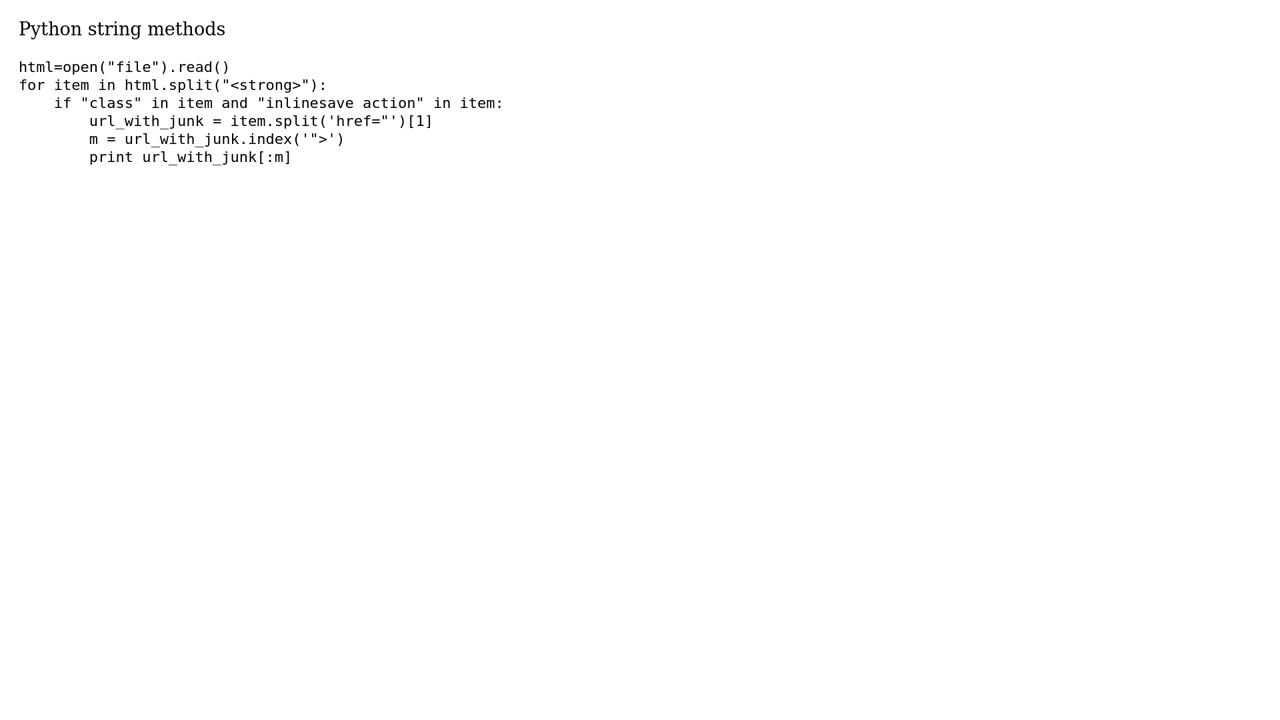 Python string methods
html=open("file").read()
for item in html.split("<strong>"):
    if "class" in item and "inlinesave action" in item:
        url_with_junk = item.split('href="')[1]
        m = url_with_junk.index('">')
        print url_with_junk[:m]